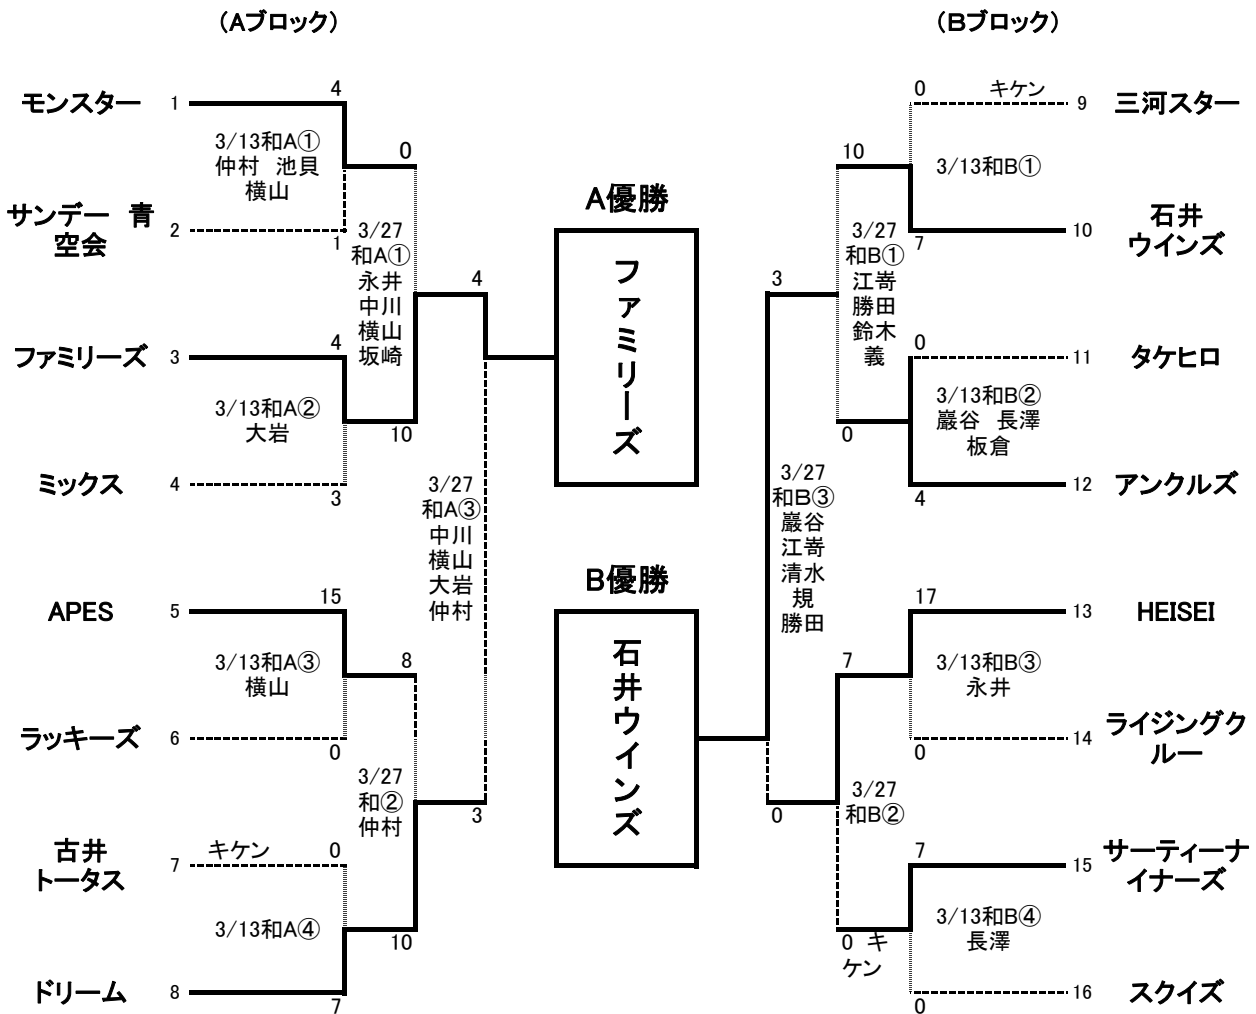 (Aブロック)
(Bブロック)
モンスター
1
4
3/13和A①
仲村 池貝
横山
サンデー 青
空会
2
1
0
3/27
和A①
永井
中川
横山
坂崎
ファミリーズ
3
4
3/13和A②
大岩
10
ミックス
4
3
4
3/27
和A③
中川
横山
大岩
仲村
APES
5
15
3/13和A③
横山
8
ラッキーズ
6
0
3/27
和②
仲村
3
古井
トータス
7
キケン
0
3/13和A④
10
ドリーム
8
7
A優勝
ファミリーズ
B優勝
石井ウインズ
0
キケン
9
三河スター
10
3/13和B①
石井
ウインズ
10
7
3/27
和B①
江嵜
勝田
鈴木
義
3
0
11
タケヒロ
3/13和B②
巖谷 長澤
板倉
0
アンクルズ
12
4
3/27
和B③
巖谷
江嵜
清水
規
勝田
17
13
HEISEI
3/13和B③
永井
7
ライジングク
ルー
14
0
3/27
和B②
0
7
15
サーティーナ
イナーズ
3/13和B④
長澤
0 キ
ケン
16
スクイズ
0